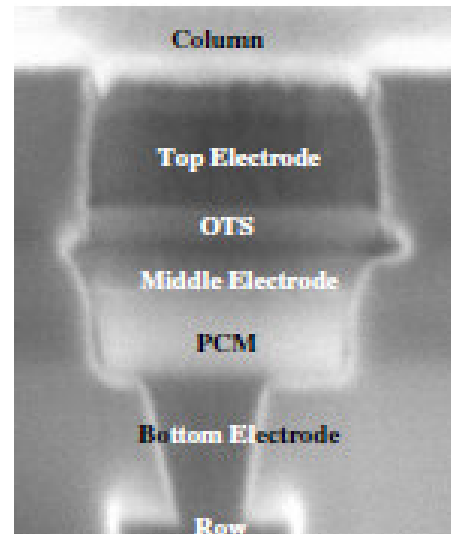 Column
Top Electrode
OTS
Middle Electrode
PCM
Bottom Electrode
Row